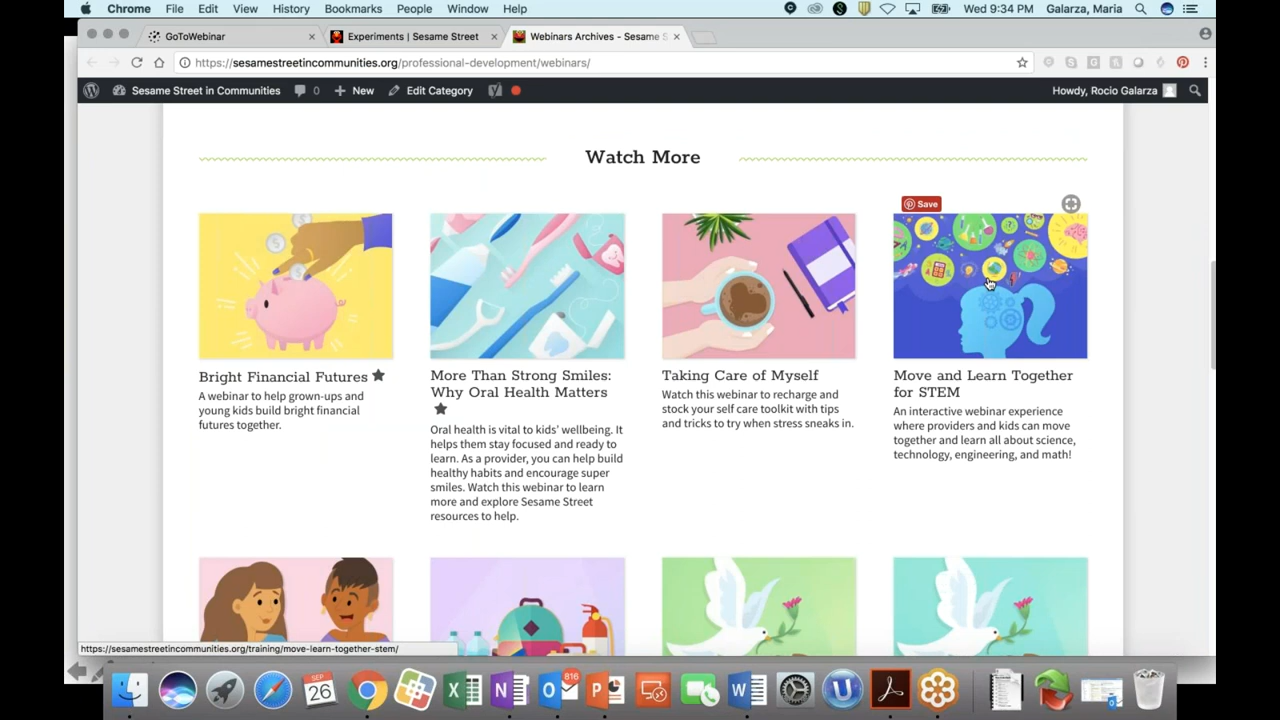 Chrome File Edit View History Bookmarks People Window Help Wed 9:34 PM Galarza, Maria
GoToWebinar Experiments | Sesame Street Webinars Archives - Sesame S
https://sesamestreetincommunities.org/professional-development/webinars/
Sesame Street in Communities 0 New Edit Category Howdy, Rocio Galarza
Watch More
Save
Bright Financial Futures
A webinar to help grown-ups and
young kids build bright financial
futures together.
More Than Strong Smiles:
Why Oral Health Matters
Oral health is vital to kids' wellbeing. It
helps them stay focused and ready to
learn. As a provider, you can help build
healthy habits and encourage super
smiles. Watch this webinar to learn
more and explore Sesame Street
resources to help.
Taking Care of Myself
Watch this webinar to recharge and
stock your self care toolkit with tips
and tricks to try when stress sneaks in.
Move and Learn Together
for STEM
An interactive webinar experience
where providers and kids can move
together and learn all about science,
technology, engineering, and math!
https://sesamestreetincommunities.org/training/move-learn-together-stem/
SEP
26
816